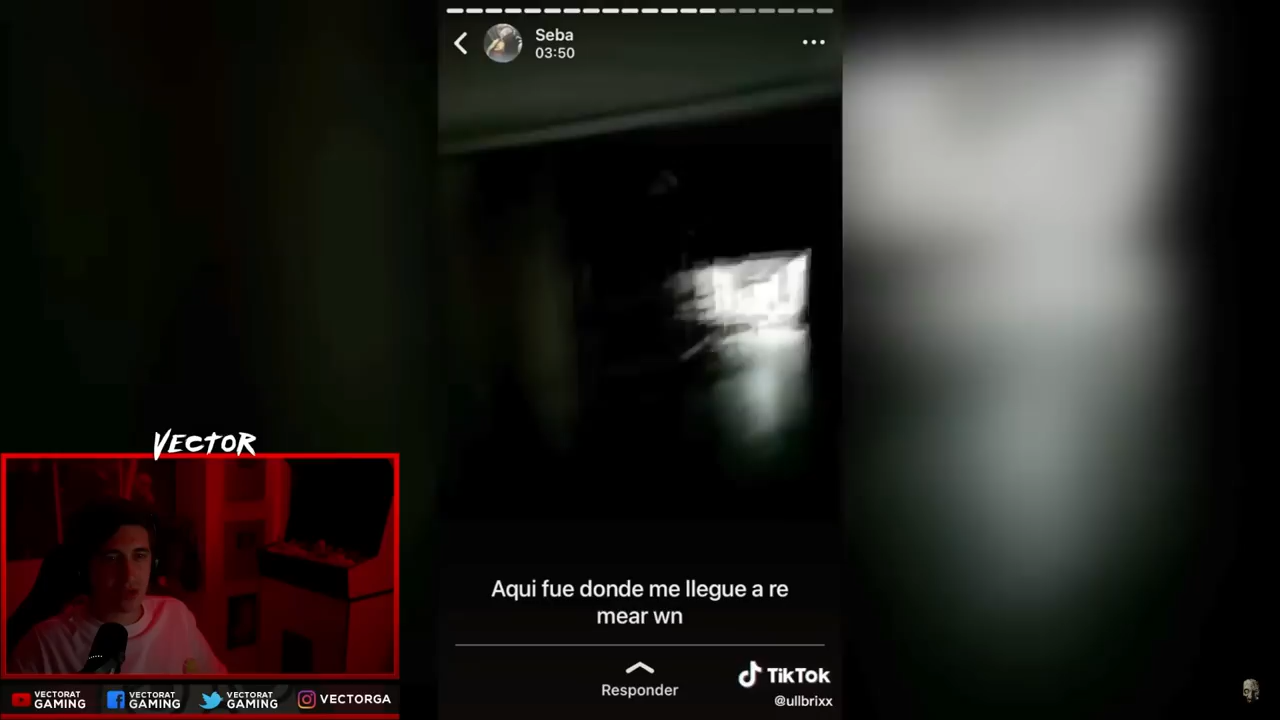 Seba
03:50
Aqui fue donde me llegue a re
mear wn
Responder
TikTok
@ullbrixx
VECTOR
VECTORAT
GAMING
VECTORAT
GAMING
VECTORAT
GAMING
VECTORGA